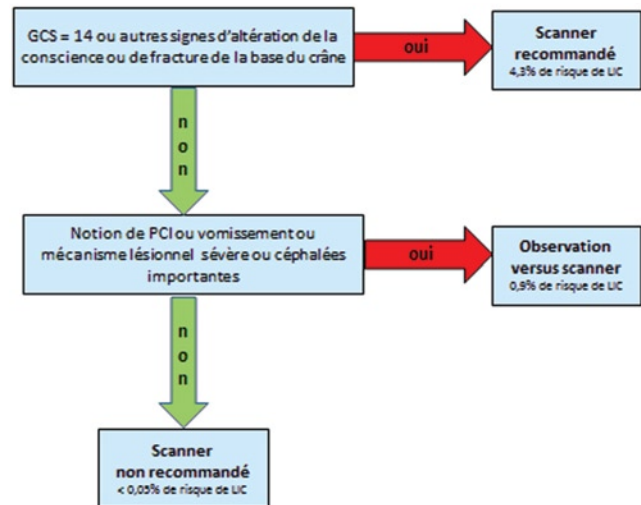 GCS = 14 ou autres signes d'altération de la
conscience ou de fracture de la base du crâne
oui
Scanner
recommandé
4,3% de risque de LIC
n
o
n
Notion de PCI ou vomissement ou
mécanisme lésionnel sévère ou céphalées
importantes
oui
Observation
versus scanner
0,9% de risque de LIC
n
o
n
Scanner
non recommandé
< 0,05% de risque de LIC